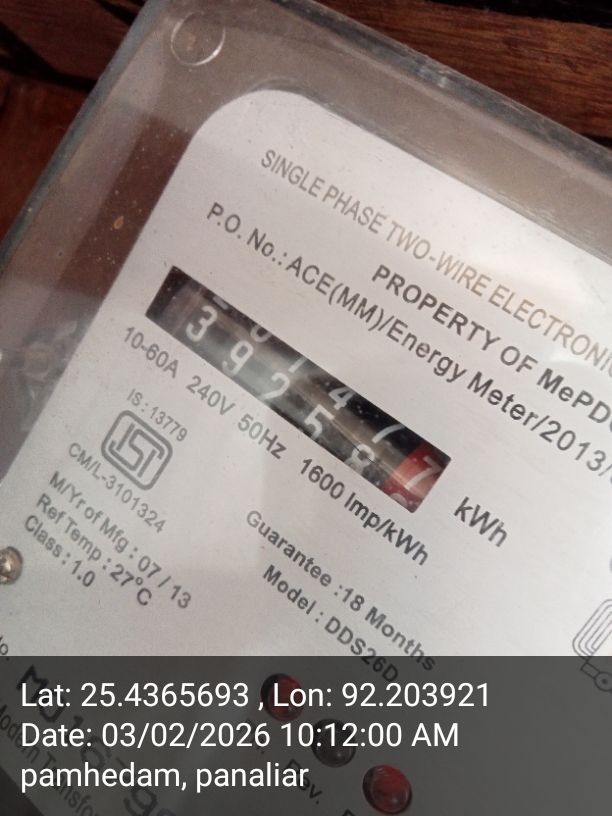 SINGLE PHASE TWO-WIRE ELECTRONIC
PROPERTY OF MePDC
P.O. No.: ACE(MM)/Energy Meter/2013/
kWh
10-60A 240V 50Hz 1600 Imp/kWh
IS : 13779
ISI
CM/L-3101324
M/Yr of Mfg : 07 / 13
Ref Temp : 27°C
Class : 1.0
Guarantee : 18 Months
Model : DDS26D
Lat: 25.4365693 , Lon: 92.203921
Date: 03/02/2026 10:12:00 AM
pamhedam, panaliar